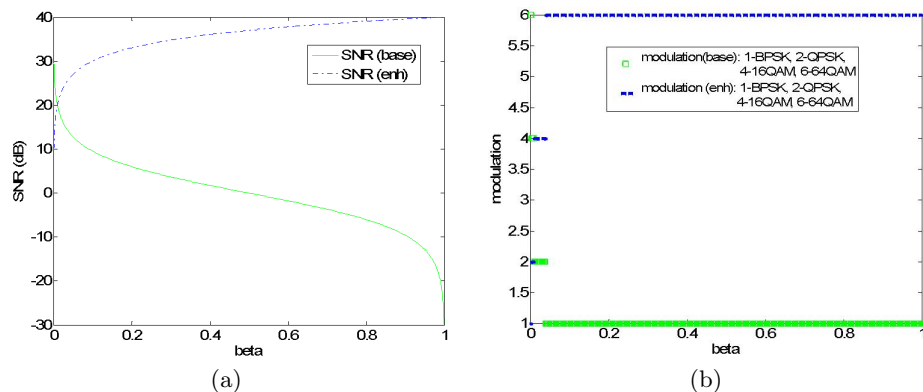 40
30
20
10
0
-10
-20
-30
SNR (dB)
SNR (base)
SNR (enh)
0
0.2
0.4
0.6
0.8
1
beta
(a)
6
5.5
5
4.5
4
3.5
3
2.5
2
1.5
1
modulation
modulation(base): 1-BPSK, 2-QPSK,
4-16QAM, 6-64QAM
modulation (enh): 1-BPSK, 2-QPSK,
4-16QAM, 6-64QAM
0
0.2
0.4
0.6
0.8
1
beta
(b)